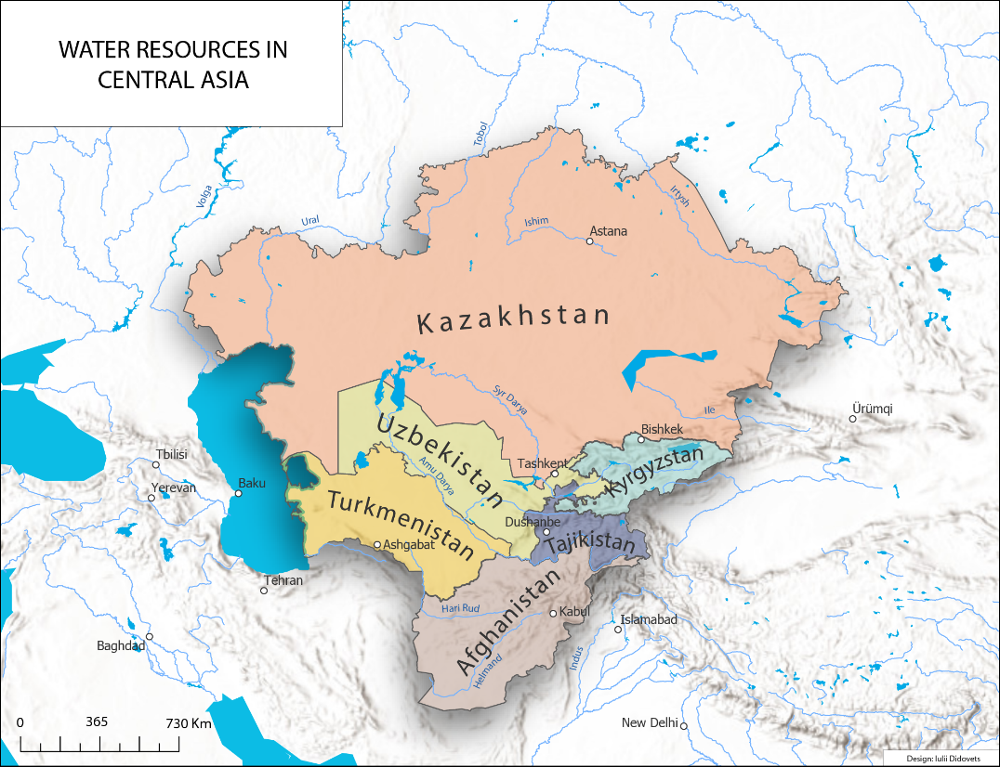 WATER RESOURCES IN
CENTRAL ASIA
Tobol
Volga
Ural
Ishim
Irtysh
Astana
Kazakhstan
Syr Darya
Ile
Ürümqi
Bishkek
Uzbekistan
Tashkent
Kyrgyzstan
Tbilisi
Yerevan
Baku
Amu Darya
Turkmenistan
Dushanbe
Tajikistan
Ashgabat
Tehran
Hari Rud
Afghanistan
Kabul
Islamabad
Baghdad
Helmand
Indus
New Delhi
0 365 730 Km
Design: Iulii Didovets